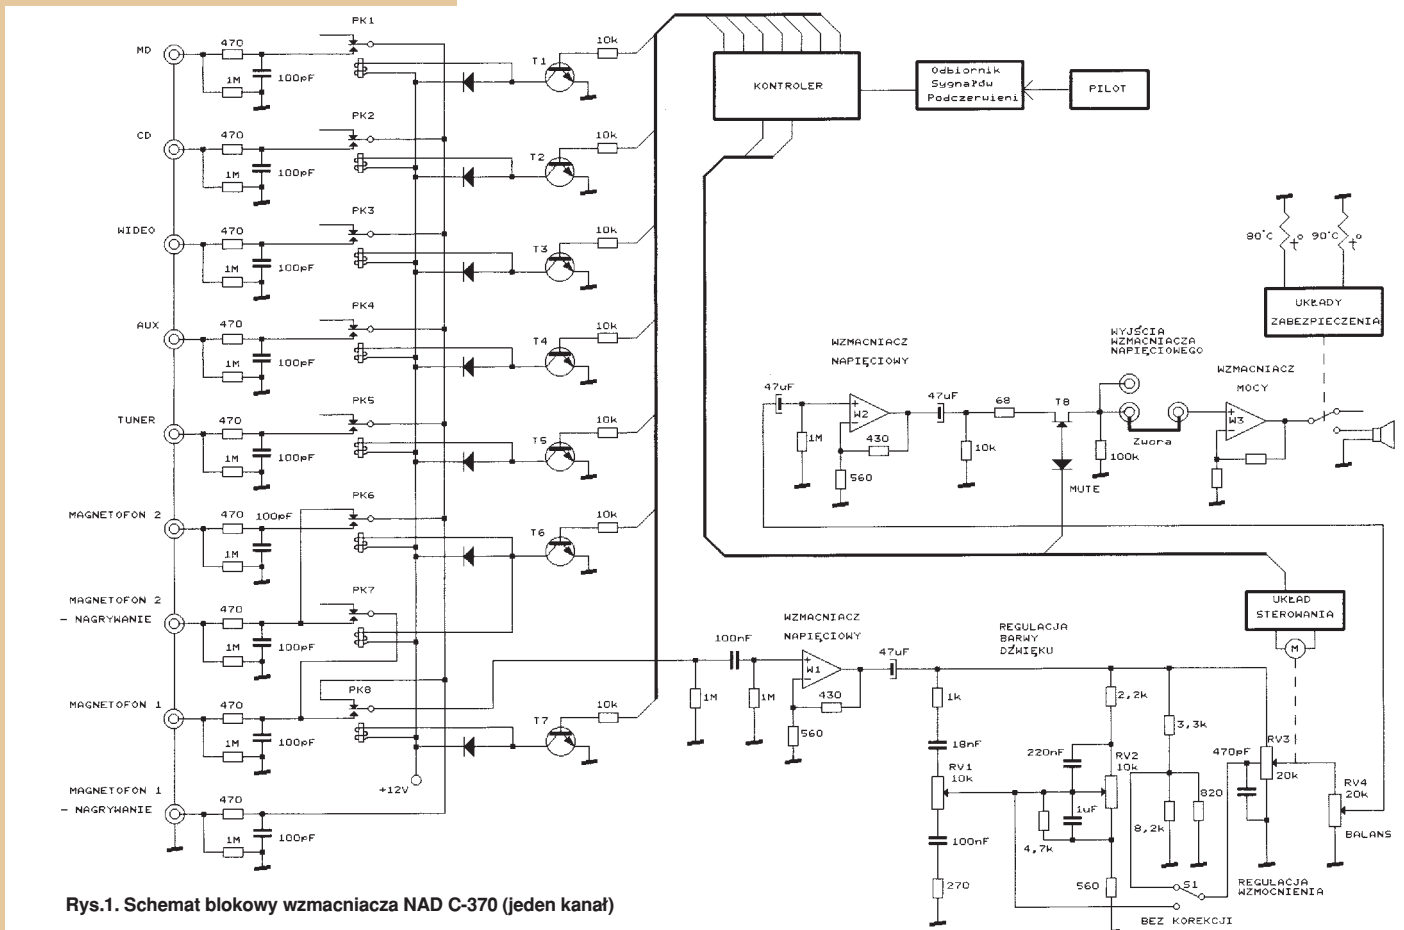 MD
470
1M
100pF
PK1
T1
10k
CD
470
1M
100pF
PK2
T2
10k
WIDEO
470
1M
100pF
PK3
T3
10k
AUX
470
1M
100pF
PK4
T4
10k
TUNER
470
1M
100pF
PK5
T5
10k
MAGNETOFON 2
470
1M
100pF
PK6
T6
10k
MAGNETOFON 2
– NAGRYWANIE
470
1M
100pF
PK7
MAGNETOFON 1
470
1M
100pF
PK8
T7
10k
+12V
MAGNETOFON 1
– NAGRYWANIE
470
1M
100pF
KONTROLER
Odbiornik
Sygnałów
Podczerwieni
PILOT
80°C
t°
90°C
t°
UKŁADY
ZABEZPIECZENIA
WZMACNIACZ
NAPIĘCIOWY
47uF
1M
W2
430
560
47uF
10k
68
T8
MUTE
100k
WYJŚCIA
WZMACNIACZA
NAPIĘCIOWEGO
Zwora
WZMACNIACZ
MOCY
W3
UKŁAD
STEROWANIA
M
100nF
1M
1M
WZMACNIACZ
NAPIĘCIOWY
W1
430
560
47uF
REGULACJA
BARWY
DŹWIĘKU
1k
18nF
RV1
10k
100nF
270
220nF
1uF
4,7k
2,2k
RV2
10k
560
3,3k
8,2k
820
470pF
RV3
20k
RV4
20k
BALANS
S1
BEZ KOREKCJI
REGULACJA
WZMOCNIENIA
Rys.1. Schemat blokowy wzmacniacza NAD C-370 (jeden kanał)